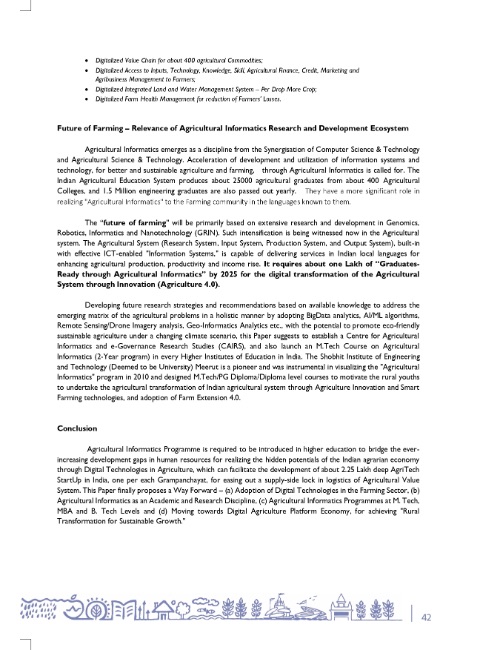 • Digitalized Value Chain for about 400 agricultural Commodities;
• Digitalized Access to Inputs, Technology, Knowledge, Skill, Agricultural Finance, Credit, Marketing and
Agribusiness Management to Farmers;
• Digitalized Integrated Land and Water Management System – Per Drop More Crop;
• Digitalized Farm Health Management for reduction of Farmers' Losses.
Future of Farming – Relevance of Agricultural Informatics Research and Development Ecosystem
Agricultural Informatics emerges as a discipline from the Synergisation of Computer Science & Technology
and Agricultural Science & Technology. Acceleration of development and utilization of information systems and
technology, for better and sustainable agriculture and farming, through Agricultural Informatics is called for. The
Indian Agricultural Education System produces about 25000 agricultural graduates from about 400 Agricultural
Colleges, and 1.5 Million engineering graduates are also passed out yearly. They have a more significant role in
realizing "Agricultural Informatics" to the Farming community in the languages known to them.
The "future of farming" will be primarily based on extensive research and development in Genomics,
Robotics, Informatics and Nanotechnology (GRIN). Such intensification is being witnessed now in the Agricultural
system. The Agricultural System (Research System, Input System, Production System, and Output System), built-in
with effective ICT-enabled "Information Systems," is capable of delivering services in Indian local languages for
enhancing agricultural production, productivity and income rise. It requires about one Lakh of "Graduates-
Ready through Agricultural Informatics" by 2025 for the digital transformation of the Agricultural
System through Innovation (Agriculture 4.0).
Developing future research strategies and recommendations based on available knowledge to address the
emerging matrix of the agricultural problems in a holistic manner by adopting BigData analytics, AI/ML algorithms,
Remote Sensing/Drone Imagery analysis, Geo-Informatics Analytics etc., with the potential to promote eco-friendly
sustainable agriculture under a changing climate scenario, this Paper suggests to establish a Centre for Agricultural
Informatics and e-Governance Research Studies (CAIRS), and also launch an M.Tech Course on Agricultural
Informatics (2-Year program) in every Higher Institutes of Education in India. The Shobhit Institute of Engineering
and Technology (Deemed to be University) Meerut is a pioneer and was instrumental in visualizing the "Agricultural
Informatics" program in 2010 and designed M.Tech/PG Diploma/Diploma level courses to motivate the rural youths
to undertake the agricultural transformation of Indian agricultural system through Agriculture Innovation and Smart
Farming technologies, and adoption of Farm Extension 4.0.
Conclusion
Agricultural Informatics Programme is required to be introduced in higher education to bridge the ever-
increasing development gaps in human resources for realizing the hidden potentials of the Indian agrarian economy
through Digital Technologies in Agriculture, which can facilitate the development of about 2.25 Lakh deep AgriTech
StartUp in India, one per each Grampanchayat, for easing out a supply-side lock in logistics of Agricultural Value
System. This Paper finally proposes a Way Forward – (a) Adoption of Digital Technologies in the Farming Sector, (b)
Agricultural Informatics as an Academic and Research Discipline, (c) Agricultural Informatics Programmes at M. Tech,
MBA and B. Tech Levels and (d) Moving towards Digital Agriculture Platform Economy, for achieving "Rural
Transformation for Sustainable Growth."
42